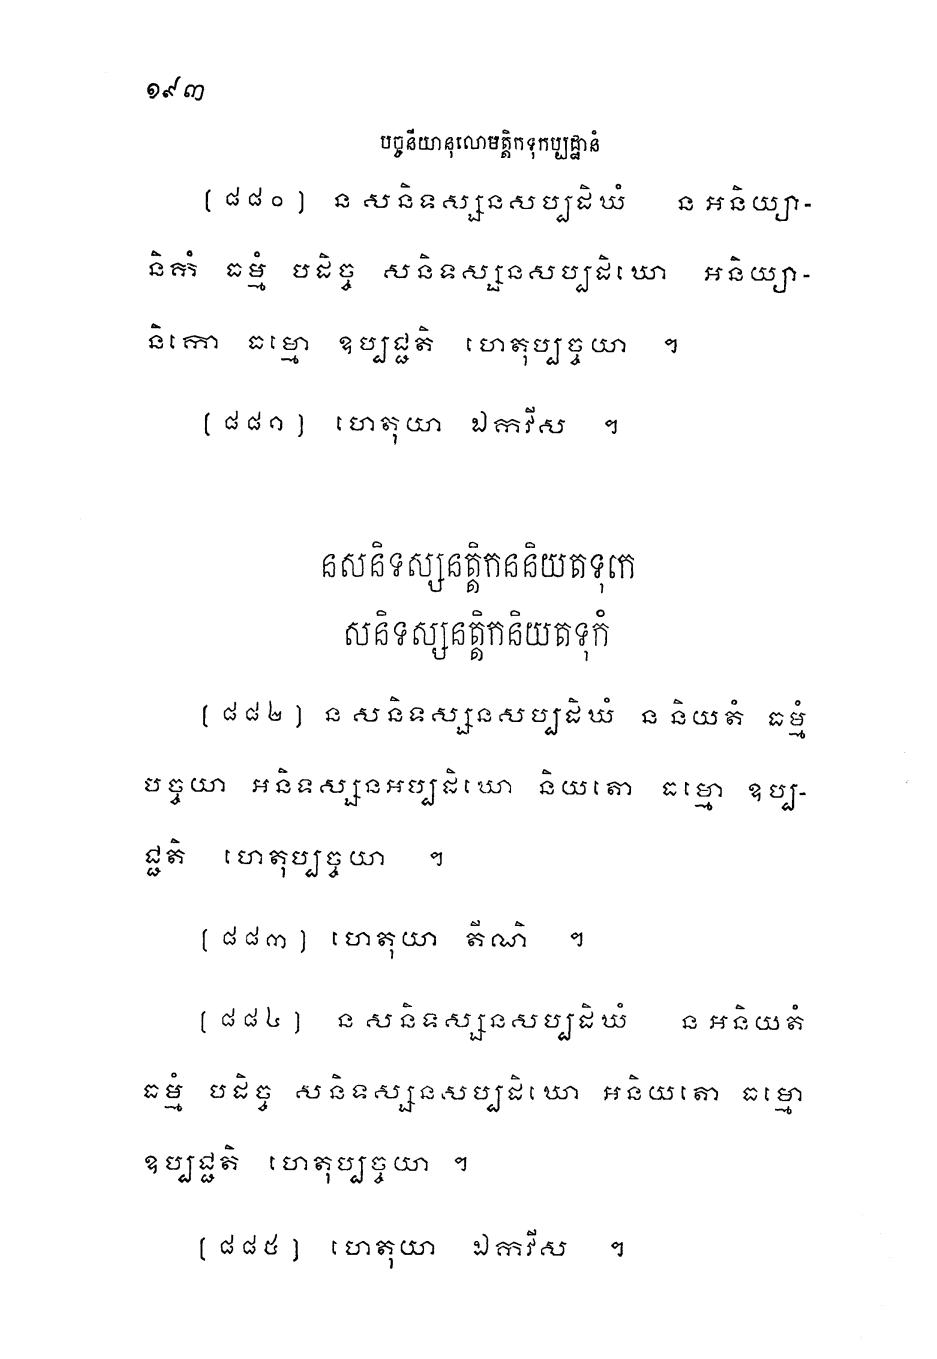 ១៩៣
បច្ចនីយានុលោមត្តិកទុកប្បដ្ឋានំ
(៨៨០) ន សនិទស្សនសប្បដិឃំ ន អនិយ្យា-
និកំ ធម្មំ បដិច្ច សនិទស្សនសប្បដិឃោ អនិយ្យា-
និកោ ធម្មោ ឧប្បជ្ជតិ ហេតុប្បច្ចយា ។
(៨៨១) ហេតុយា ឯកវីស ។
នសនិទស្សនត្តិកននិយតទុកេ
សនិទស្សនត្តិកនិយតទុកំ
(៨៨២) ន សនិទស្សនសប្បដិឃំ ន និយតំ ធម្មំ
បច្ចយា អនិទស្សនអប្បដិឃោ និយតោ ធម្មោ ឧប្ប-
ជ្ជតិ ហេតុប្បច្ចយា ។
(៨៨៣) ហេតុយា តីណិ ។
(៨៨៤) ន សនិទស្សនសប្បដិឃំ ន អនិយតំ
ធម្មំ បដិច្ច សនិទស្សនសប្បដិឃោ អនិយតោ ធម្មោ
ឧប្បជ្ជតិ ហេតុប្បច្ចយា ។
(៨៨៥) ហេតុយា ឯកវីស ។